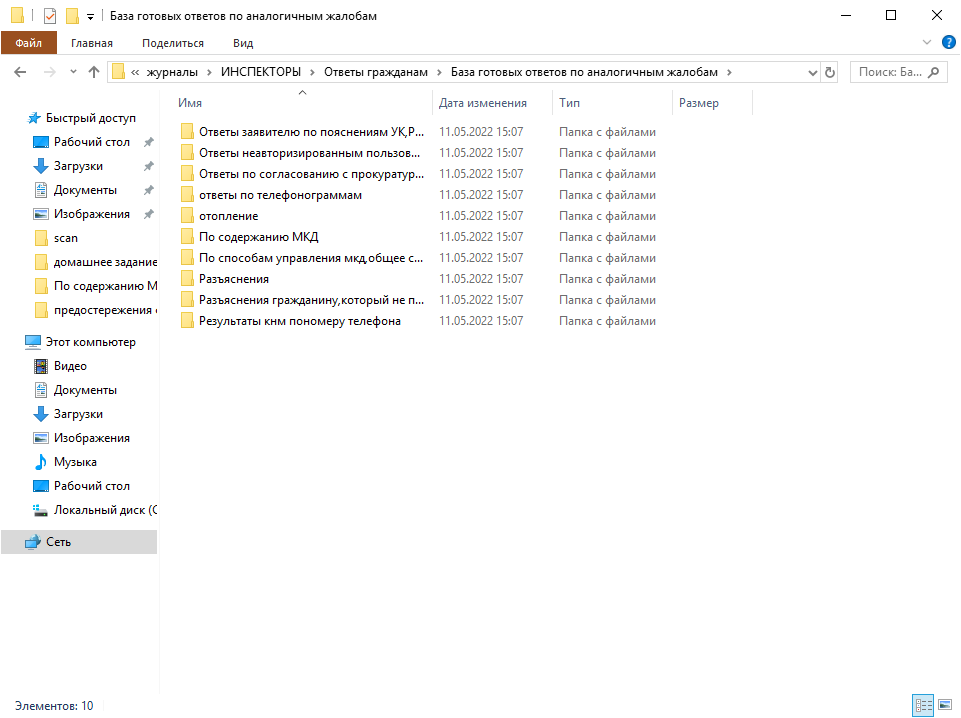 База готовых ответов по аналогичным жалобам
Файл Главная Поделиться Вид
« журналы › ИНСПЕКТОРЫ › Ответы гражданам › База готовых ответов по аналогичным жалобам › Поиск: Ба...
Имя Дата изменения Тип Размер
Быстрый доступ
Рабочий стол
Загрузки
Документы
Изображения
scan
домашнее задание
По содержанию М
предостережения
Этот компьютер
Видео
Документы
Загрузки
Изображения
Музыка
Рабочий стол
Локальный диск (C
Сеть
Ответы заявителю по пояснениям УК,Р... 11.05.2022 15:07 Папка с файлами
Ответы неавторизированным пользов... 11.05.2022 15:07 Папка с файлами
Ответы по согласованию с прокуратур... 11.05.2022 15:07 Папка с файлами
ответы по телефонограммам 11.05.2022 15:07 Папка с файлами
отопление 11.05.2022 15:07 Папка с файлами
По содержанию МКД 11.05.2022 15:07 Папка с файлами
По способам управления мкд,общее с... 11.05.2022 15:07 Папка с файлами
Разъяснения 11.05.2022 15:07 Папка с файлами
Разъяснения гражданину,который не п... 11.05.2022 15:07 Папка с файлами
Результаты кнм пономеру телефона 11.05.2022 15:07 Папка с файлами
Элементов: 10